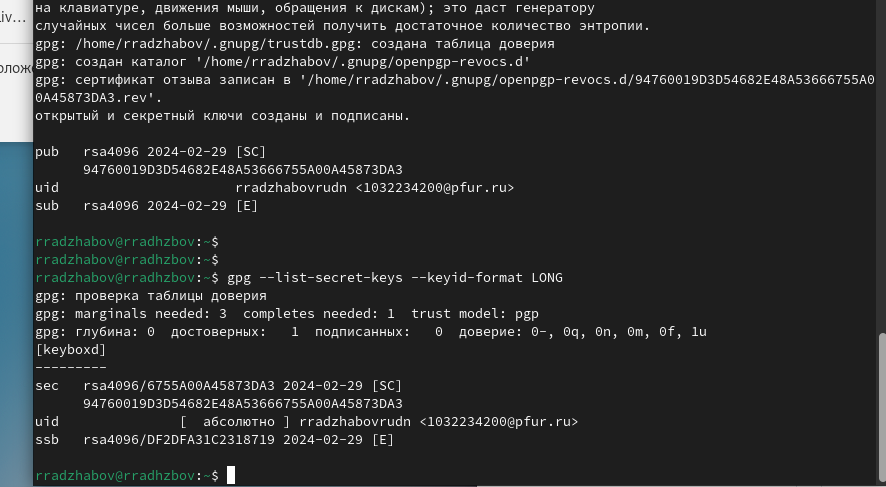 на клавиатуре, движения мыши, обращения к дискам); это даст генератору
iv...
случайных чисел больше возможностей получить достаточное количество энтропии.
gpg: /home/rradzhabov/.gnupg/trustdb.gpg: создана таблица доверия
gpg: создан каталог '/home/rradzhabov/.gnupg/openpgp-revocs.d'
полож
gpg: сертификат отзыва записан в '/home/rradzhabov/.gnupg/openpgp-revocs.d/94760019D3D54682E48A53666755A0
0A45873DA3.rev'.
открытый и секретный ключи созданы и подписаны.
pub   rsa4096 2024-02-29 [SC]
      94760019D3D54682E48A53666755A00A45873DA3
uid                      rradzhabovrudn <1032234200@pfur.ru>
sub   rsa4096 2024-02-29 [E]
rradzhabov@rradhzbov:~$
rradzhabov@rradhzbov:~$
rradzhabov@rradhzbov:~$ gpg --list-secret-keys --keyid-format LONG
gpg: проверка таблицы доверия
gpg: marginals needed: 3  completes needed: 1  trust model: pgp
gpg: глубина: 0  достоверных:   1  подписанных:   0  доверие: 0-, 0q, 0n, 0m, 0f, 1u
[keyboxd]
---------
sec   rsa4096/6755A00A45873DA3 2024-02-29 [SC]
      94760019D3D54682E48A53666755A00A45873DA3
uid               [  абсолютно ] rradzhabovrudn <1032234200@pfur.ru>
ssb   rsa4096/DF2DFA31C2318719 2024-02-29 [E]
rradzhabov@rradhzbov:~$